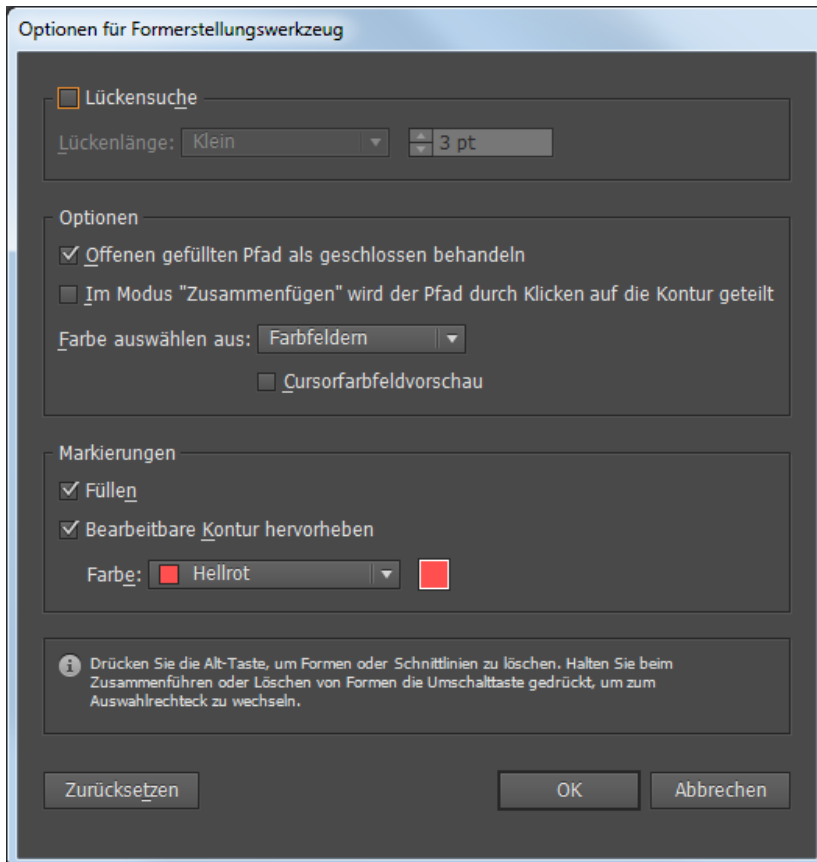 Optionen für Formerstellungswerkzeug
Lückensuche
Lückenlänge: Klein 3 pt
Optionen
Offenen gefüllten Pfad als geschlossen behandeln
Im Modus "Zusammenfügen" wird der Pfad durch Klicken auf die Kontur geteilt
Farbe auswählen aus: Farbfeldern
Cursorfarbfeldvorschau
Markierungen
Füllen
Bearbeitbare Kontur hervorheben
Farbe: Hellrot
Drücken Sie die Alt-Taste, um Formen oder Schnittlinien zu löschen. Halten Sie beim
Zusammenführen oder Löschen von Formen die Umschalttaste gedrückt, um zum
Auswahlrechteck zu wechseln.
Zurücksetzen OK Abbrechen